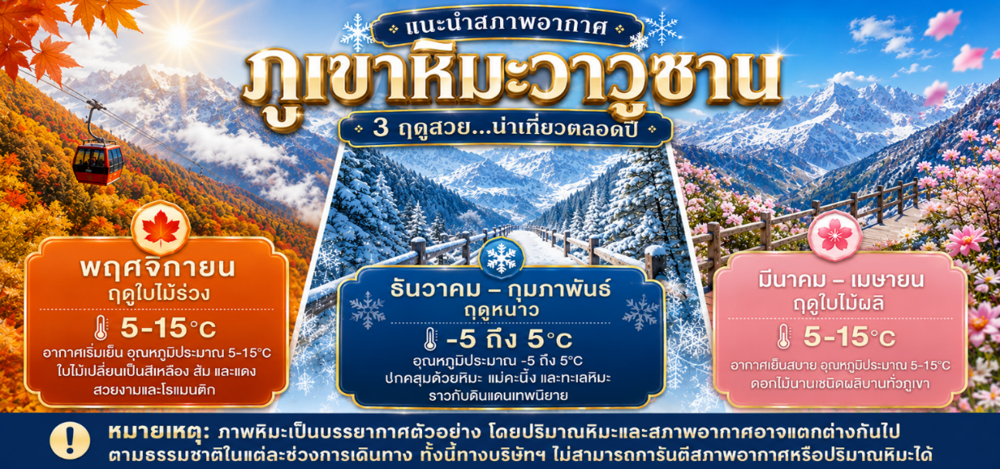 แนะนำสภาพอากาศ
ภูเขาหิมะวาวูซาน
3 ฤดูสวย...น่าเที่ยวตลอดปี
พฤศจิกายน
ฤดูใบไม้ร่วง
5-15°C
อากาศเริ่มเย็น อุณหภูมิประมาณ 5-15°C
ใบไม้เปลี่ยนเป็นสีเหลือง ส้ม และแดง
สวยงามและโรแมนติก
ธันวาคม – กุมภาพันธ์
ฤดูหนาว
-5 ถึง 5°C
อุณหภูมิประมาณ -5 ถึง 5°C
ปกคลุมด้วยหิมะ แม่คะนิ้ง และทะเลหิมะ
ราวกับดินแดนเทพนิยาย
มีนาคม – เมษายน
ฤดูใบไม้ผลิ
5-15°C
อากาศเย็นสบาย อุณหภูมิประมาณ 5-15°C
ดอกไม้นานเชนิดผลิบานทั่วภูเขา
หมายเหตุ: ภาพหิมะเป็นบรรยากาศตัวอย่าง โดยปริมาณหิมะและสภาพอากาศอาจแตกต่างกันไป
ตามธรรมชาติในแต่ละช่วงการเดินทาง ทั้งนี้ทางบริษัทฯ ไม่สามารถการันตีสภาพอากาศหรือปริมาณหิมะได้